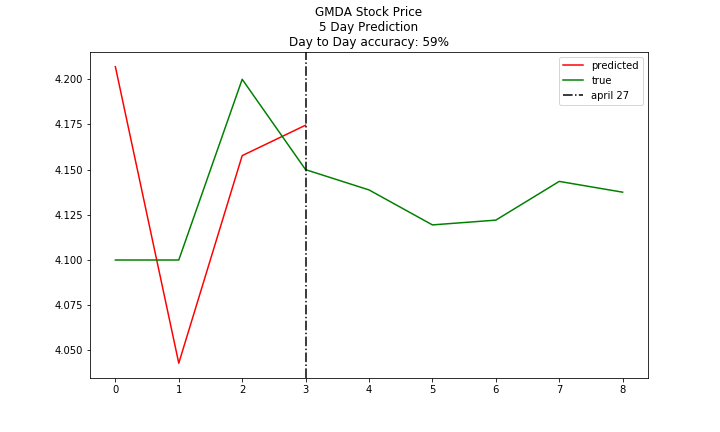 GMDA Stock Price
5 Day Prediction
Day to Day accuracy: 59%
predicted
true
april 27
4.200
4.175
4.150
4.125
4.100
4.075
4.050
0 1 2 3 4 5 6 7 8